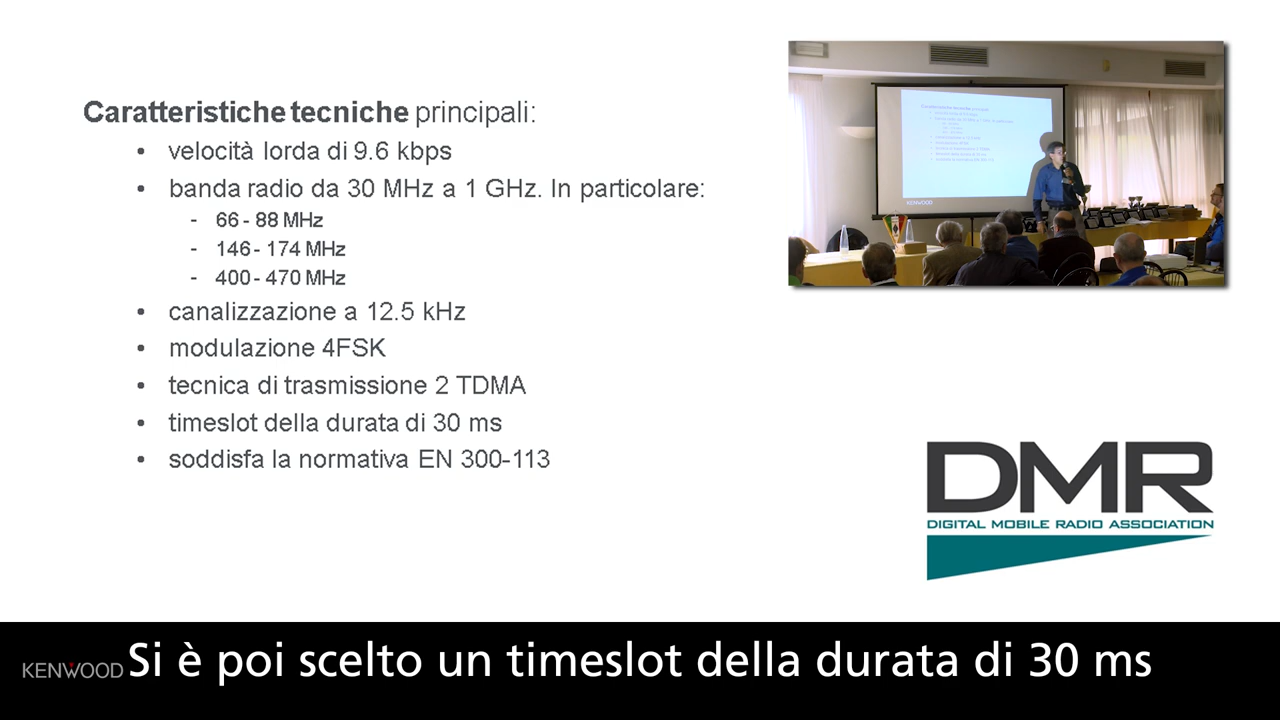 Caratteristiche tecniche principali:
• velocità lorda di 9.6 kbps
• banda radio da 30 MHz a 1 GHz. In particolare:
- 66 - 88 MHz
- 146 - 174 MHz
- 400 - 470 MHz
• canalizzazione a 12.5 kHz
• modulazione 4FSK
• tecnica di trasmissione 2 TDMA
• timeslot della durata di 30 ms
• soddisfa la normativa EN 300-113
KENWOOD
DMR
DIGITAL MOBILE RADIO ASSOCIATION
KENWOOD
Si è poi scelto un timeslot della durata di 30 ms